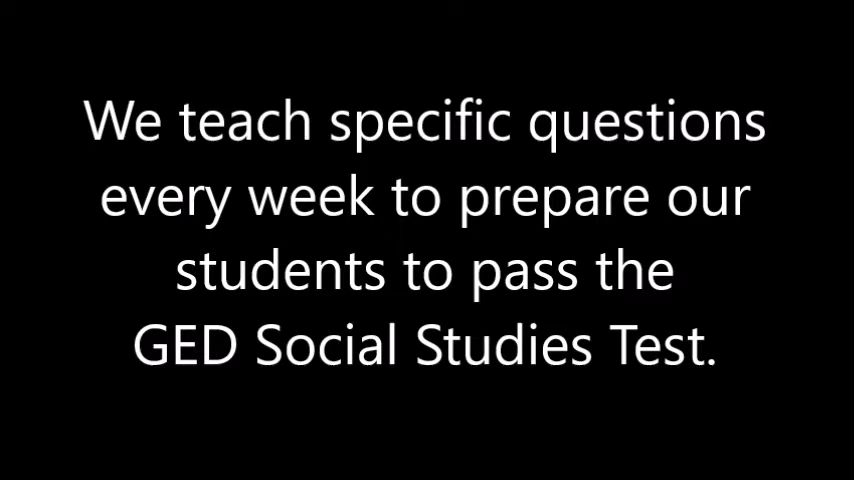 We teach specific questions
every week to prepare our
students to pass the
GED Social Studies Test.